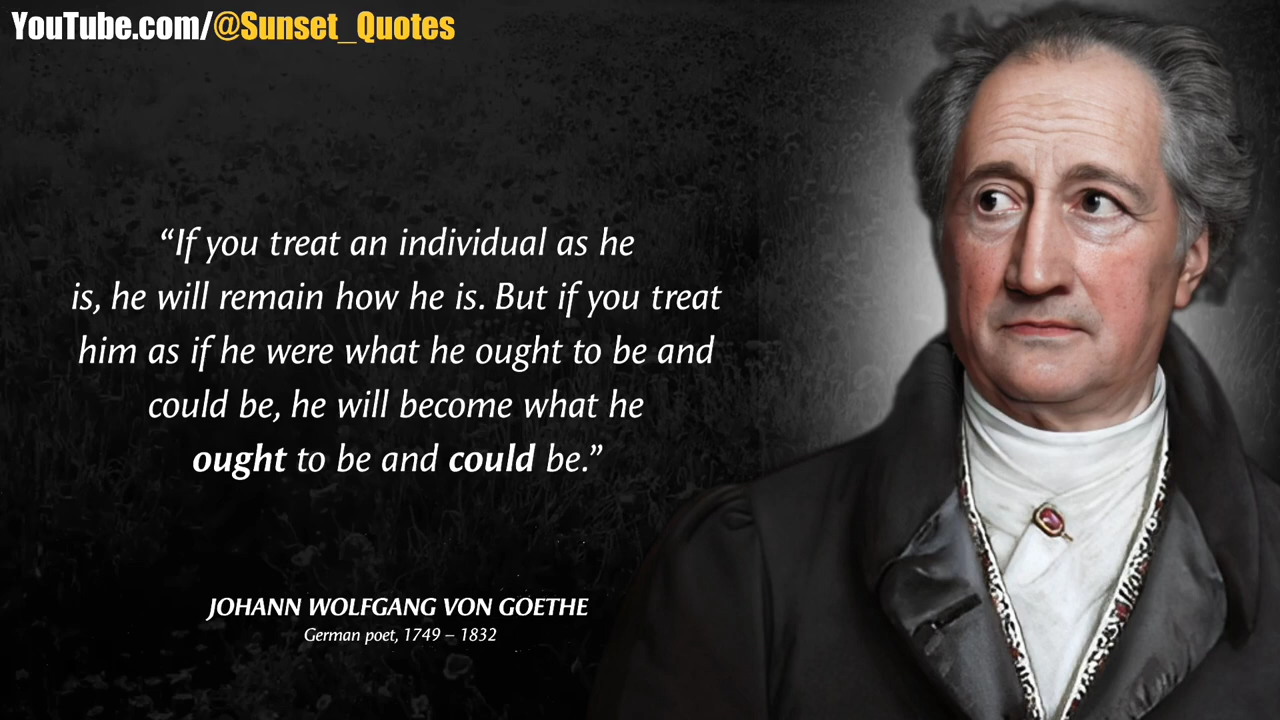 YouTube.com/@Sunset_Quotes
“If you treat an individual as he
is, he will remain how he is. But if you treat
him as if he were what he ought to be and
could be, he will become what he
ought to be and could be.”
JOHANN WOLFGANG VON GOETHE
German poet, 1749 – 1832